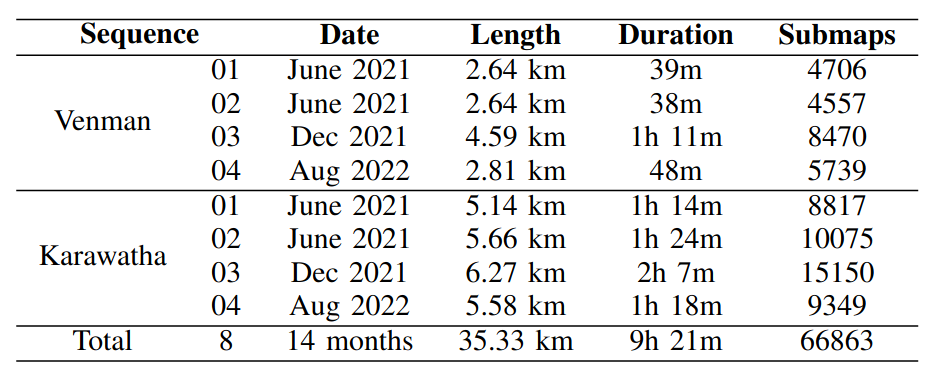 Sequence Date Length Duration Submaps
Venman
01 June 2021 2.64 km 39m 4706
02 June 2021 2.64 km 38m 4557
03 Dec 2021 4.59 km 1h 11m 8470
04 Aug 2022 2.81 km 48m 5739
Karawatha
01 June 2021 5.14 km 1h 14m 8817
02 June 2021 5.66 km 1h 24m 10075
03 Dec 2021 6.27 km 2h 7m 15150
04 Aug 2022 5.58 km 1h 18m 9349
Total 8 14 months 35.33 km 9h 21m 66863